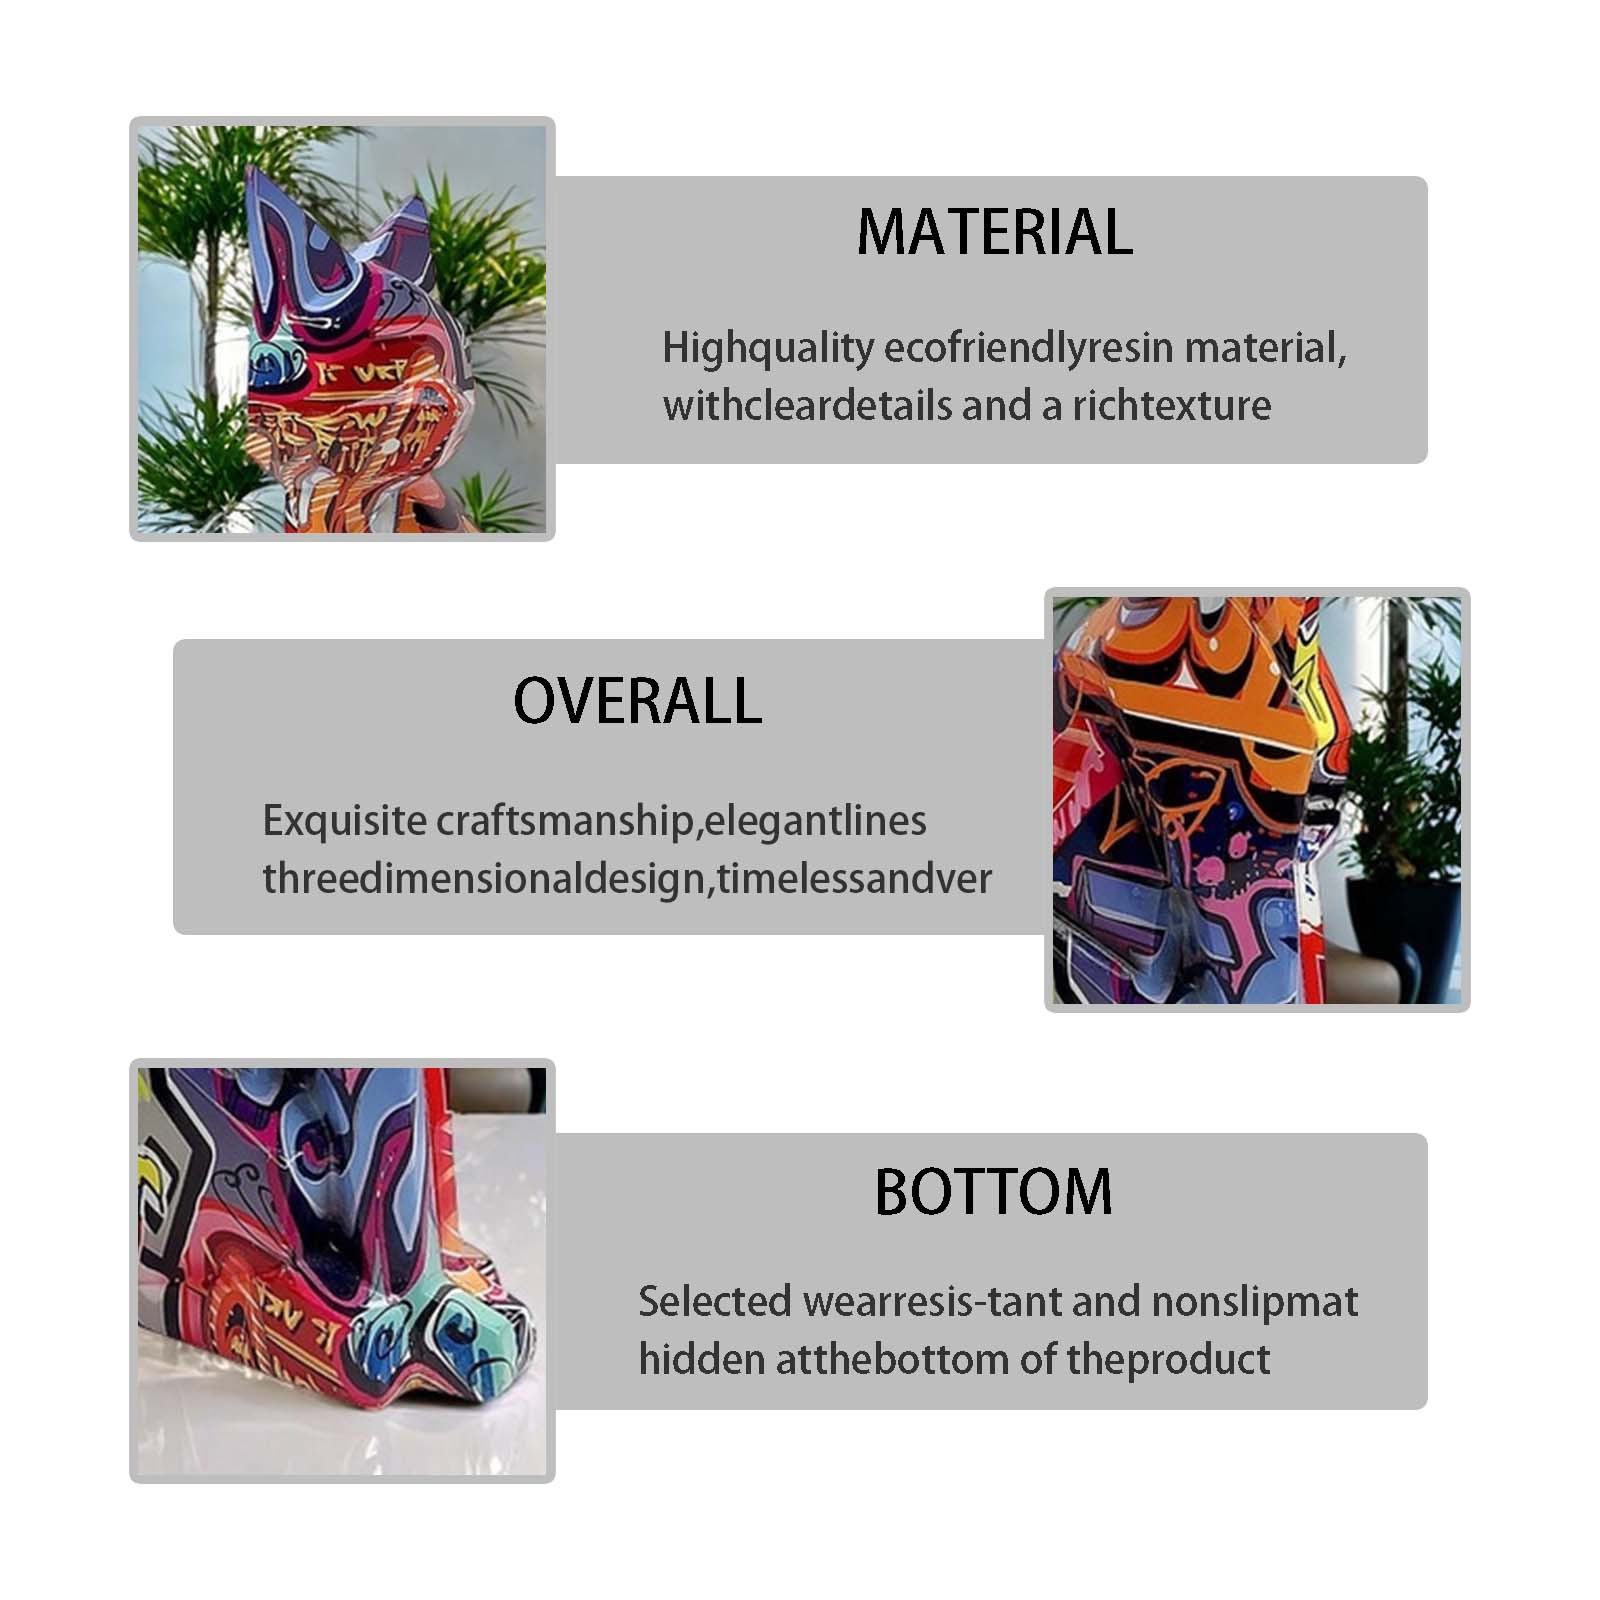 MATERIAL
Highquality ecofriendlyresin material,
withcleardetails and a richtexture
OVERALL
Exquisite craftsmanship,elegantlines
threedimensionaldesign,timelessandver
BOTTOM
Selected wearresis-tant and nonslipmat
hidden atthebottom of theproduct